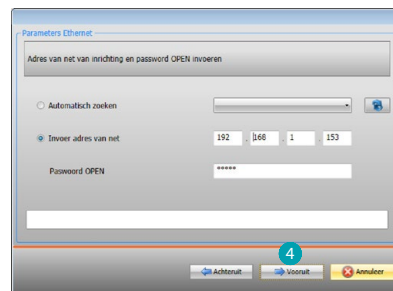 Parameters Ethernet
Adres van net van inrichting en password OPEN invoeren
Automatisch zoeken
Invoer adres van net 192 . 168 . 1 . 153
Paswoord OPEN *****
4
Achteruit Vooruit Annuleer